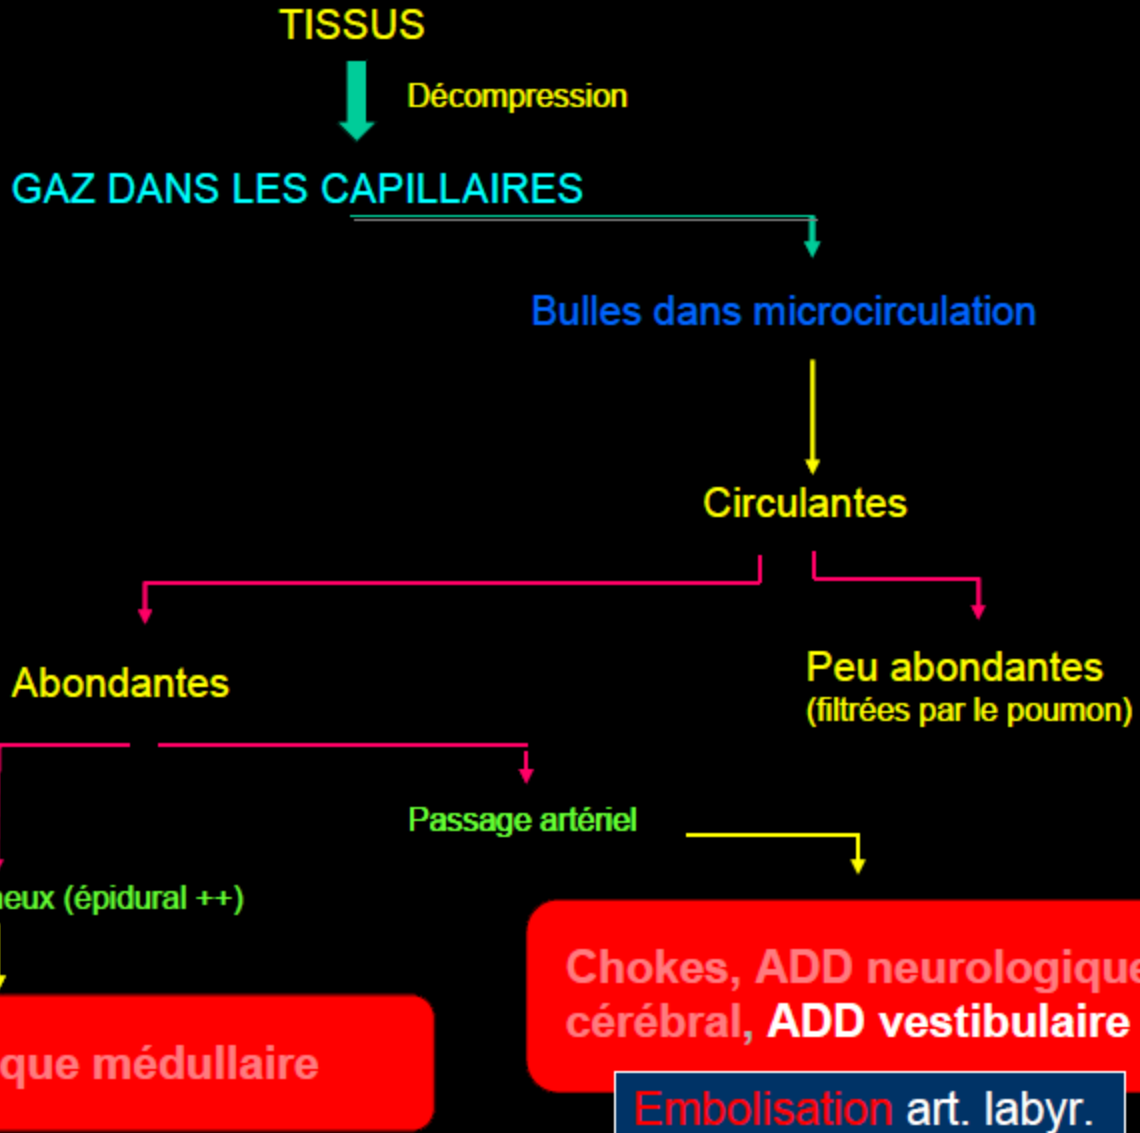 TISSUS
Décompression
GAZ DANS LES CAPILLAIRES
Bulles dans microcirculation
Circulantes
Abondantes
Peu abondantes
(filtrées par le poumon)
Passage artériel
(épidural ++)
Chokes, ADD neurologique
cérébral, ADD vestibulaire
médullaire
Embolisation art. labyr.